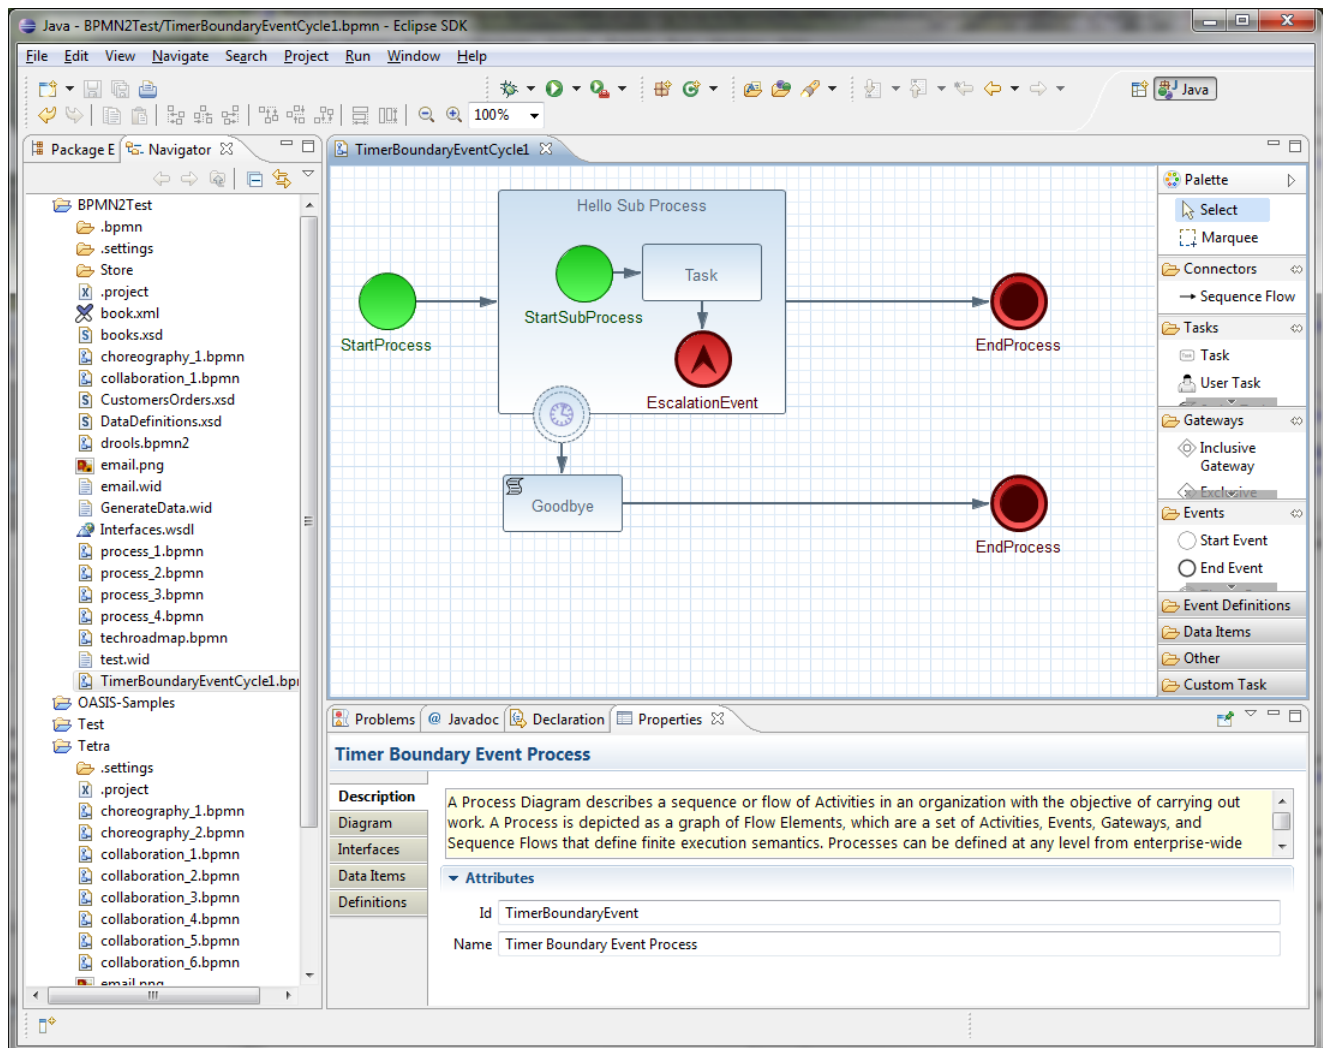 Java - BPMN2Test/TimerBoundaryEventCycle1.bpmn - Eclipse SDK
File Edit View Navigate Search Project Run Window Help
Java
100%
Package E
Navigator
BPMN2Test
.bpmn
.settings
Store
.project
book.xml
books.xsd
choreography_1.bpmn
collaboration_1.bpmn
CustomersOrders.xsd
DataDefinitions.xsd
drools.bpmn2
email.png
email.wid
GenerateData.wid
Interfaces.wsdl
process_1.bpmn
process_2.bpmn
process_3.bpmn
process_4.bpmn
techroadmap.bpmn
test.wid
TimerBoundaryEventCycle1.bp
OASIS-Samples
Test
Tetra
.settings
.project
choreography_1.bpmn
choreography_2.bpmn
collaboration_1.bpmn
collaboration_2.bpmn
collaboration_3.bpmn
collaboration_4.bpmn
collaboration_5.bpmn
collaboration_6.bpmn
email.png
TimerBoundaryEventCycle1
Hello Sub Process
Task
StartSubProcess
StartProcess
EndProcess
EscalationEvent
Goodbye
EndProcess
Palette
Select
Marquee
Connectors
Sequence Flow
Tasks
Task
User Task
Gateways
Inclusive
Gateway
Exclusive
Events
Start Event
End Event
Event Definitions
Data Items
Other
Custom Task
Problems
@ Javadoc
Declaration
Properties
Timer Boundary Event Process
Description
Diagram
Interfaces
Data Items
Definitions
A Process Diagram describes a sequence or flow of Activities in an organization with the objective of carrying out
work. A Process is depicted as a graph of Flow Elements, which are a set of Activities, Events, Gateways, and
Sequence Flows that define finite execution semantics. Processes can be defined at any level from enterprise-wide
Attributes
Id TimerBoundaryEvent
Name Timer Boundary Event Process